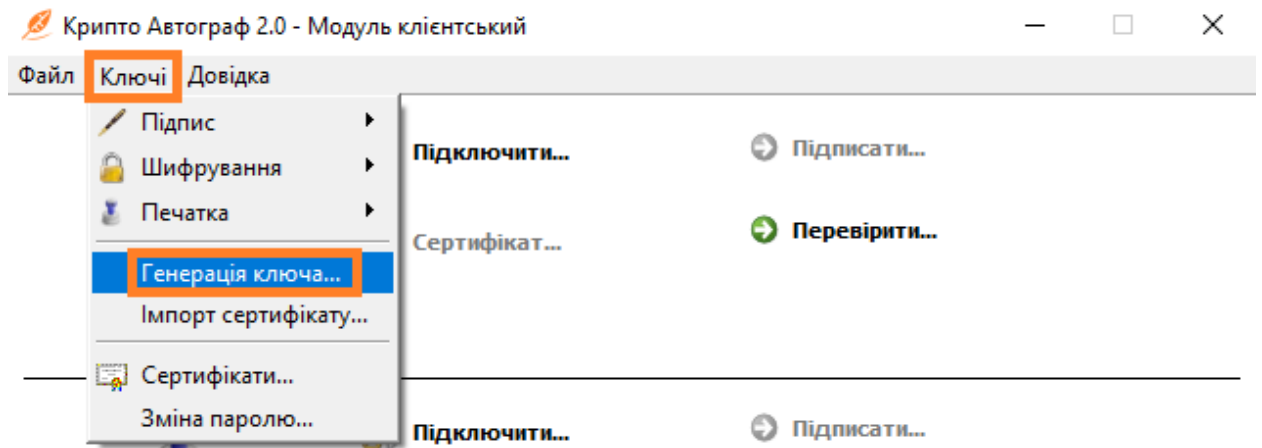 Крипто Автограф 2.0 - Модуль клієнтський
Файл Ключі Довідка
Підпис
Шифрування
Печатка
Генерація ключа...
Імпорт сертифікату...
Сертифікати...
Зміна паролю...
Підключити...
Підписати...
Сертифікат...
Перевірити...
Підключити...
Підписати...